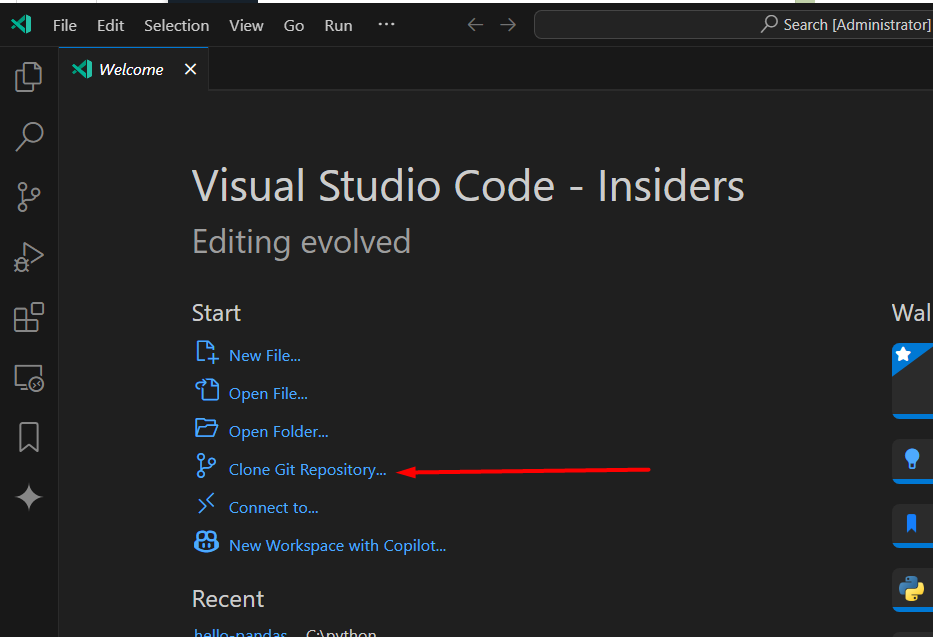 File Edit Selection View Go Run ··· Search [Administrator]
Welcome
Visual Studio Code - Insiders
Editing evolved
Start
New File...
Open File...
Open Folder...
Clone Git Repository...
Connect to...
New Workspace with Copilot...
Recent
hello-pandas C:\python
Wal